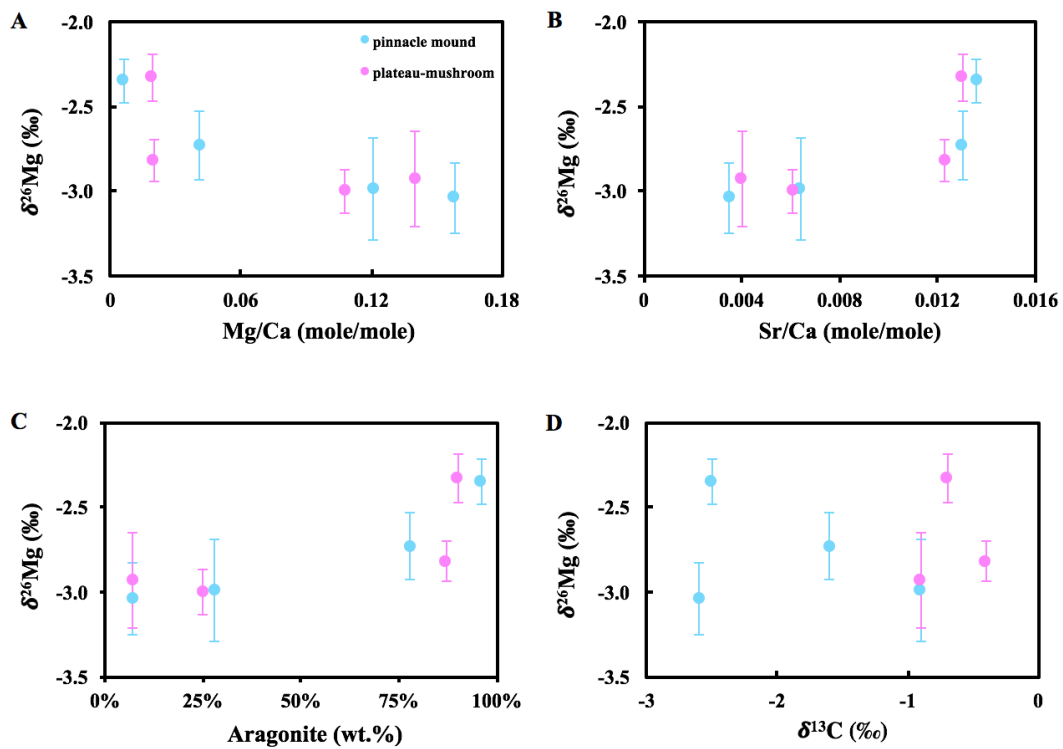 A
B
-2.0
pinnacle mound
plateau-mushroom
-2.5
-3.0
-3.5
δ²⁶Mg (‰)
0
0.06
0.12
0.18
Mg/Ca (mole/mole)
-2.0
-2.5
-3.0
-3.5
δ²⁶Mg (‰)
0
0.004
0.008
0.012
0.016
Sr/Ca (mole/mole)
C
D
-2.0
-2.5
-3.0
-3.5
δ²⁶Mg (‰)
0%
25%
50%
75%
100%
Aragonite (wt.%)
-2.0
-2.5
-3.0
-3.5
δ²⁶Mg (‰)
-3
-2
-1
0
δ¹³C (‰)